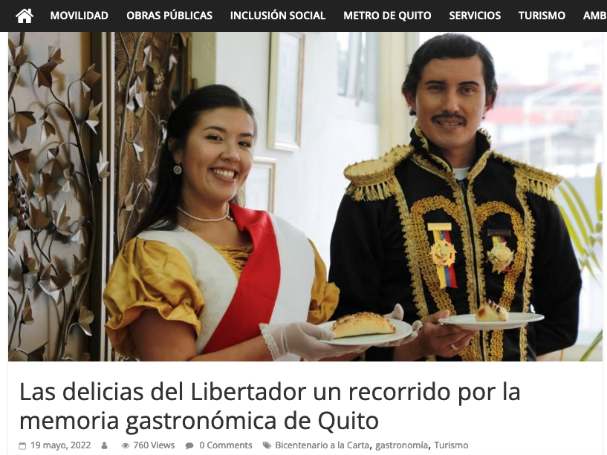 MOVILIDAD OBRAS PÚBLICAS INCLUSIÓN SOCIAL METRO DE QUITO SERVICIOS TURISMO AMB
Las delicias del Libertador un recorrido por la
memoria gastronómica de Quito
19 mayo, 2022 760 Views 0 Comments Bicentenario a la Carta, gastronomía, Turismo